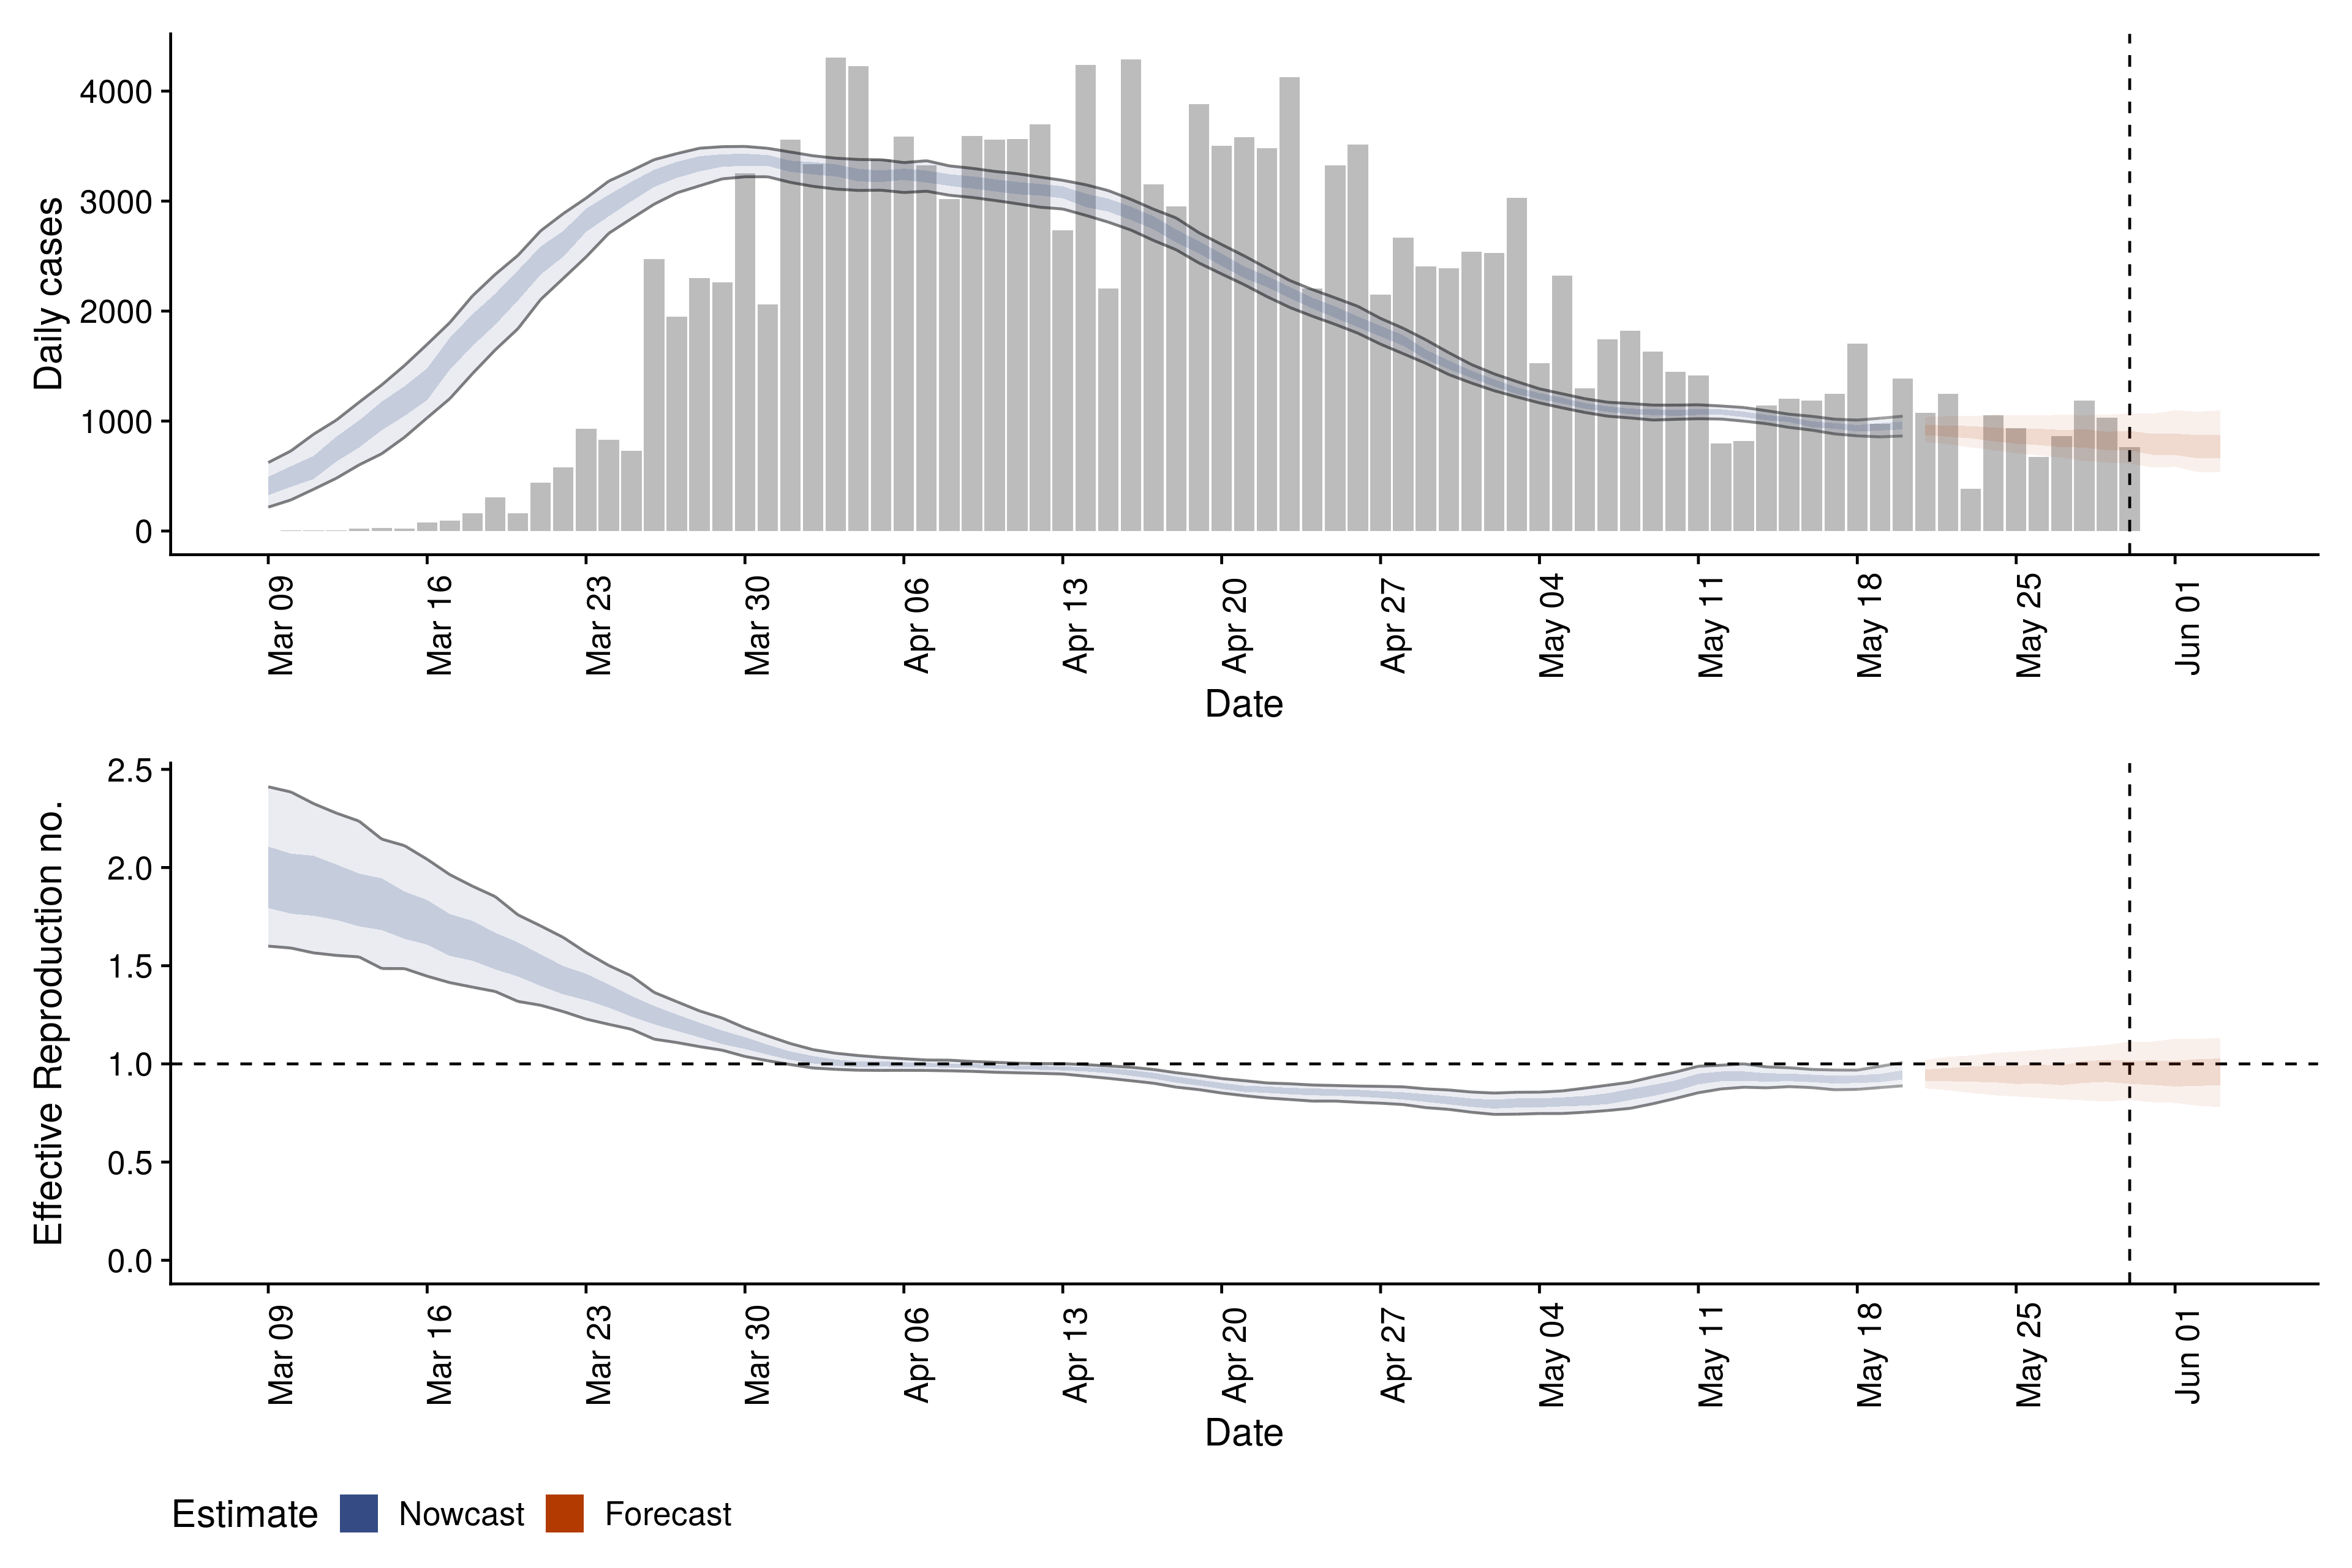 Daily cases
4000
3000
2000
1000
0
Mar 09
Mar 16
Mar 23
Mar 30
Apr 06
Apr 13
Apr 20
Apr 27
May 04
May 11
May 18
May 25
Jun 01
Date
Effective Reproduction no.
2.5
2.0
1.5
1.0
0.5
0.0
Mar 09
Mar 16
Mar 23
Mar 30
Apr 06
Apr 13
Apr 20
Apr 27
May 04
May 11
May 18
May 25
Jun 01
Date
Estimate Nowcast Forecast